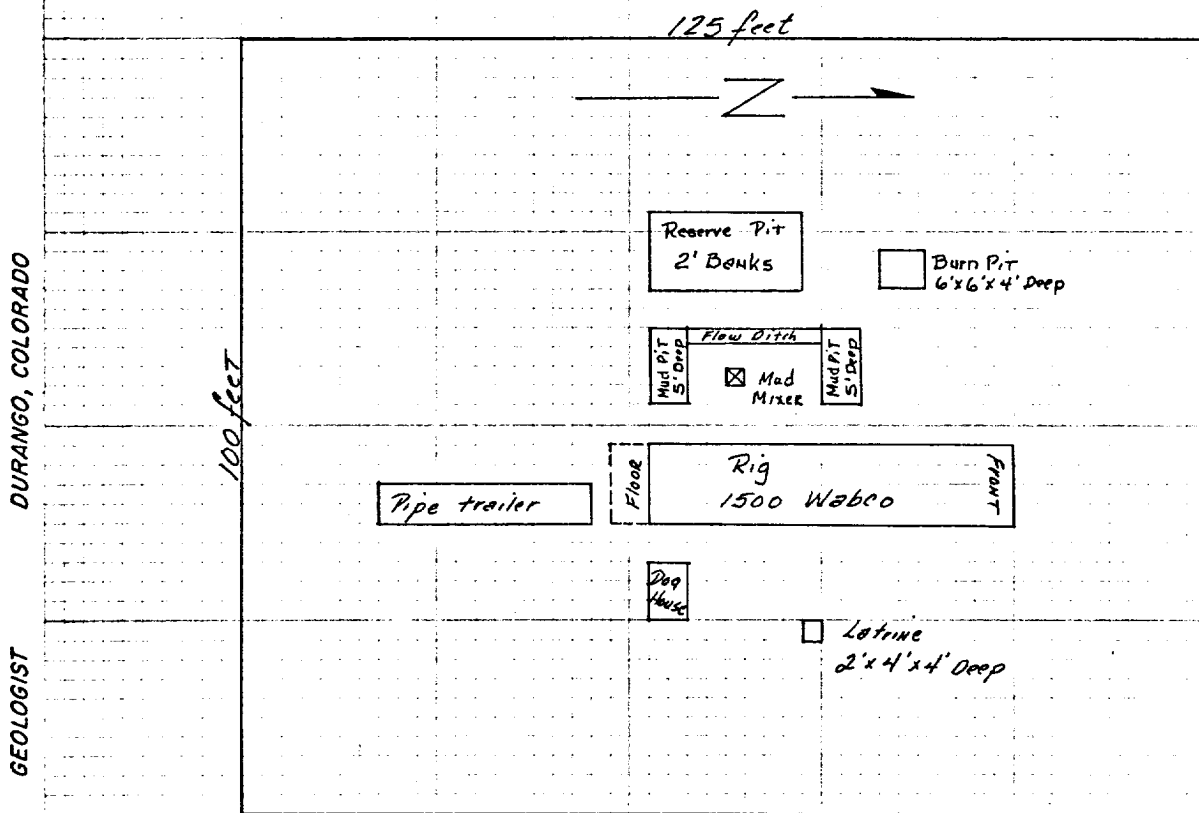 125 feet
Z
Reserve Pit
2' Banks
Burn Pit
6'x6'x4' Deep
Flow Ditch
Mud Pit
5' Deep
Mud
Mixer
Mud Pit
5' Deep
100 feet
Floor
Rig
1500 Wabco
Front
Pipe trailer
Dog
House
Latrine
2'x4'x4' Deep
DURANGO, COLORADO
GEOLOGIST